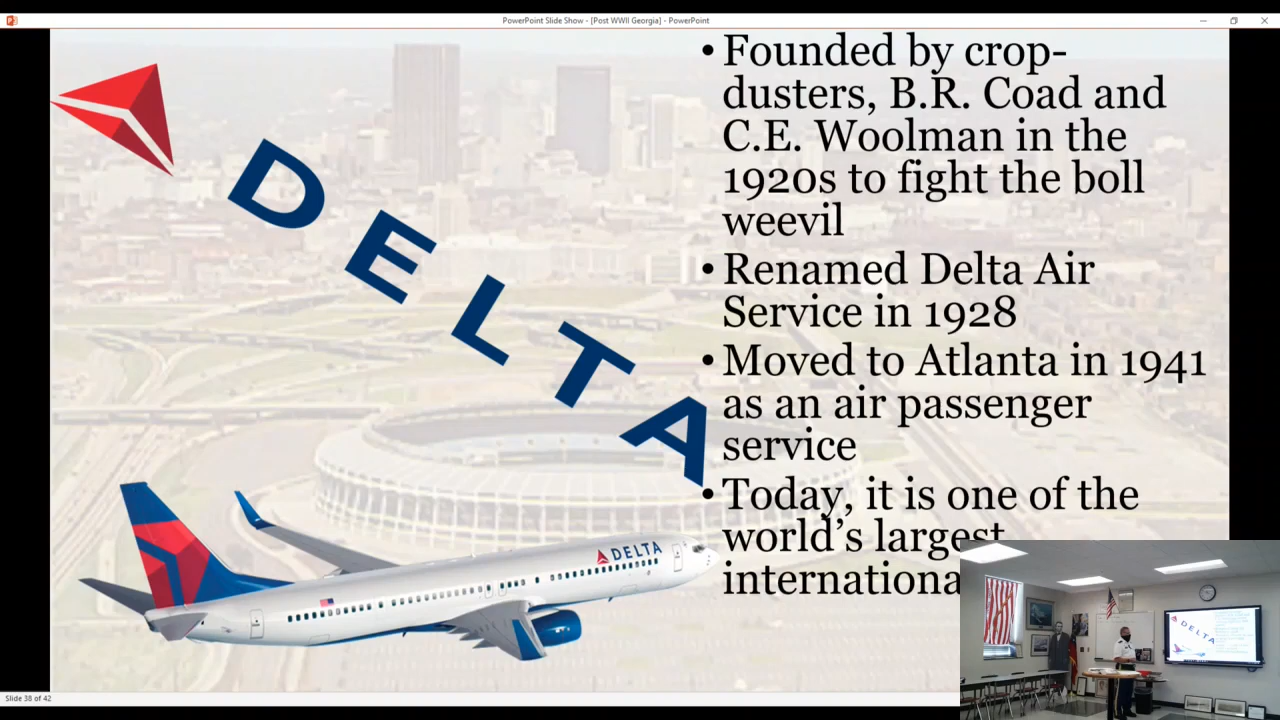 PowerPoint Slide Show - [Post WWII Georgia] - PowerPoint
DELTA
• Founded by crop-
dusters, B.R. Coad and
C.E. Woolman in the
1920s to fight the boll
weevil
• Renamed Delta Air
Service in 1928
• Moved to Atlanta in 1941
as an air passenger
service
• Today, it is one of the
world’s largest
internationa
DELTA
DELTA
Slide 38 of 42